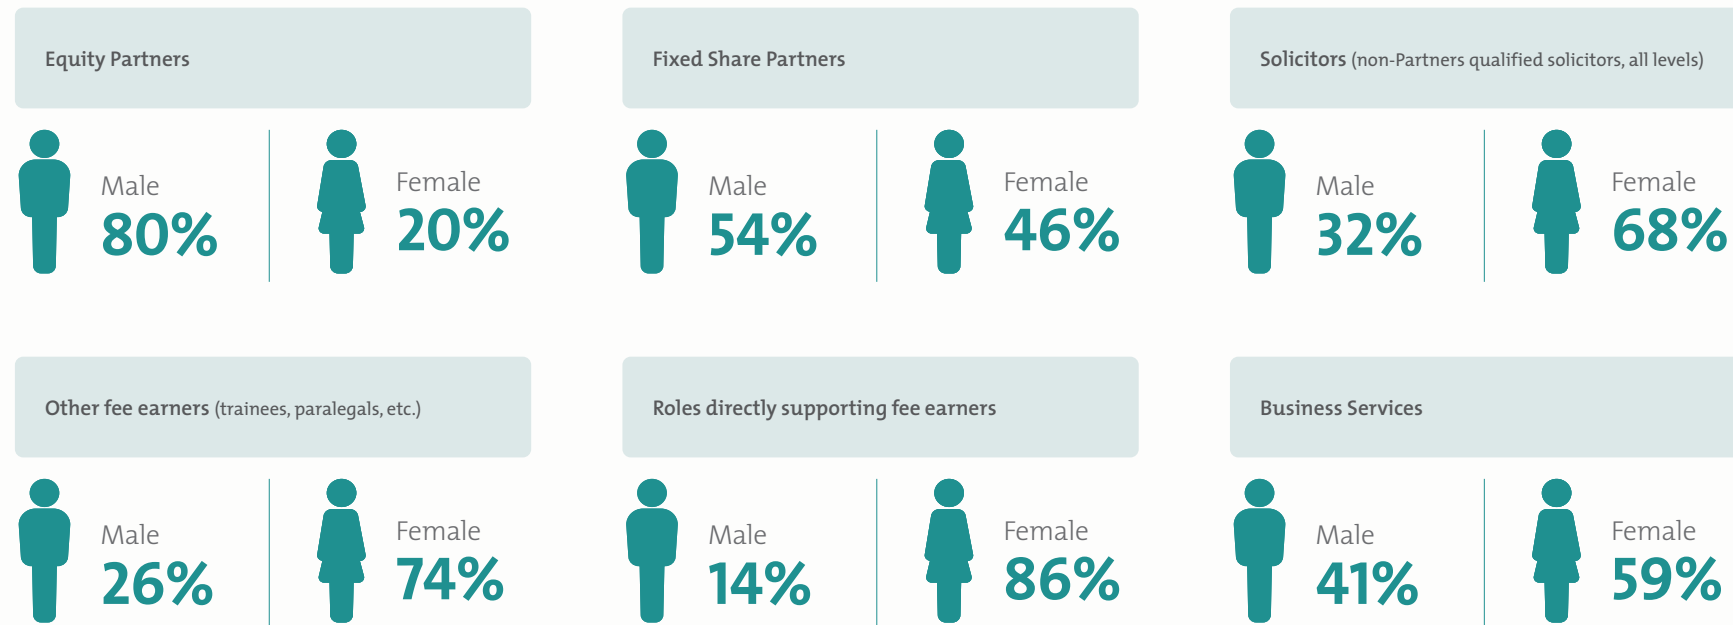 Equity Partners
Fixed Share Partners
Solicitors (non-Partners qualified solicitors, all levels)
Male
80%
Female
20%
Male
54%
Female
46%
Male
32%
Female
68%
Other fee earners (trainees, paralegals, etc.)
Roles directly supporting fee earners
Business Services
Male
26%
Female
74%
Male
14%
Female
86%
Male
41%
Female
59%